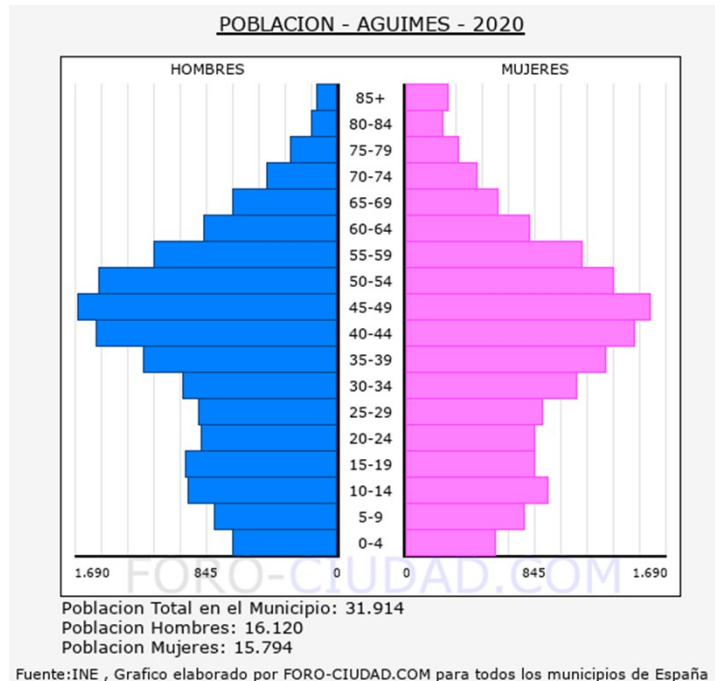 POBLACION - AGUIMES - 2020
HOMBRES MUJERES
85+
80-84
75-79
70-74
65-69
60-64
55-59
50-54
45-49
40-44
35-39
30-34
25-29
20-24
15-19
10-14
5-9
0-4
1.690 845 0 0 845 1.690
FORO-CIUDAD.COM
Poblacion Total en el Municipio: 31.914
Poblacion Hombres: 16.120
Poblacion Mujeres: 15.794
Fuente:INE , Grafico elaborado por FORO-CIUDAD.COM para todos los municipios de España